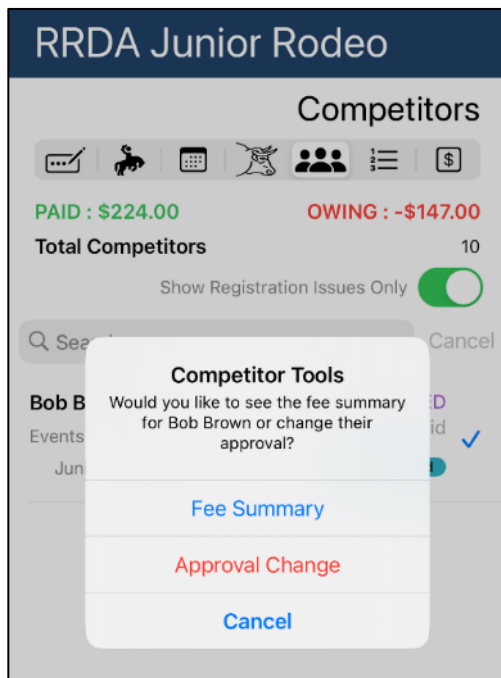 RRDA Junior Rodeo
Competitors
PAID : $224.00 OWING : -$147.00
Total Competitors 10
Show Registration Issues Only
Cancel
Competitor Tools
Would you like to see the fee summary
for Bob Brown or change their
approval?
Bob
Events
Fee Summary
Approval Change
Cancel